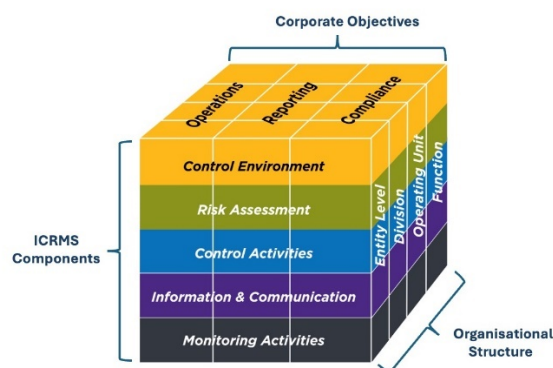 Corporate Objectives
Operations
Reporting
Compliance
Control Environment
Risk Assessment
Control Activities
Information & Communication
Monitoring Activities
Entity Level
Division
Operating Unit
Function
ICRMS
Components
Organisational
Structure